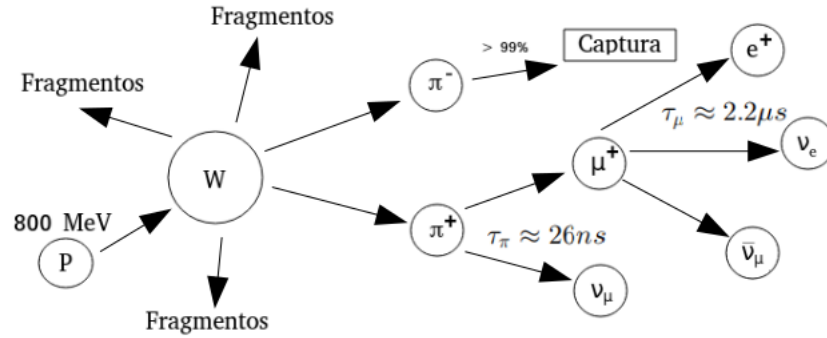 Fragmentos
> 99%
Captura
e⁺
Fragmentos
π⁻
τμ ≈ 2.2μs
W
μ⁺
νe
800 MeV
P
π⁺
τπ ≈ 26ns
ν̄μ
νμ
Fragmentos